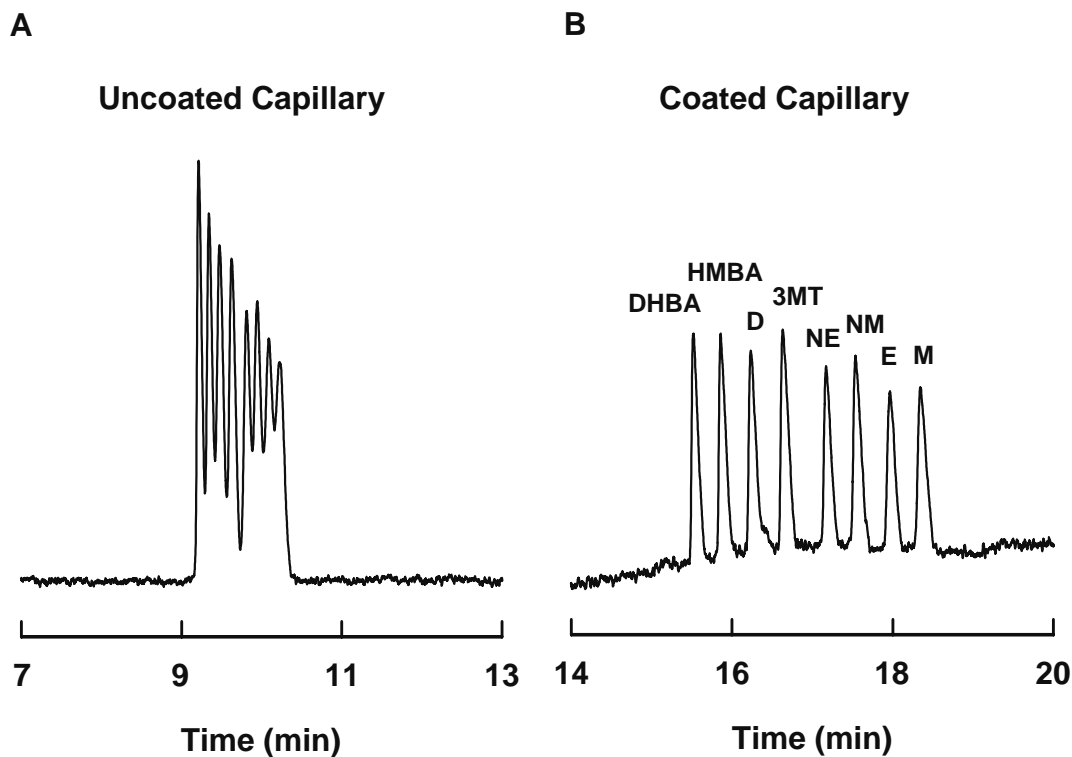 A
Uncoated Capillary
7 9 11 13
Time (min)
B
Coated Capillary
HMBA
DHBA
3MT
D
NM
NE
E M
14 16 18 20
Time (min)